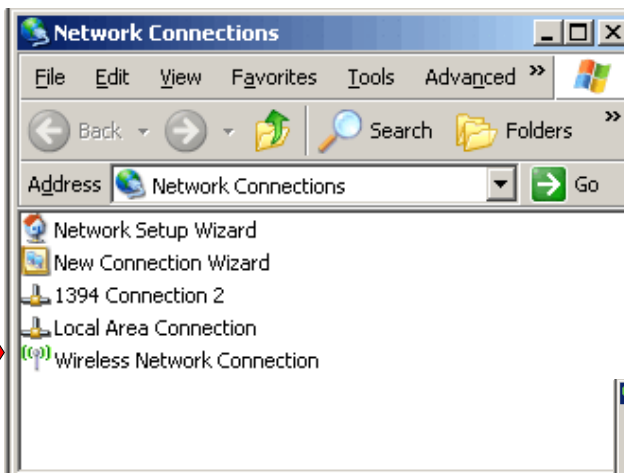 Network Connections
File Edit View Favorites Tools Advanced »
Back Search Folders »
Address Network Connections Go
Network Setup Wizard
New Connection Wizard
1394 Connection 2
Local Area Connection
Wireless Network Connection